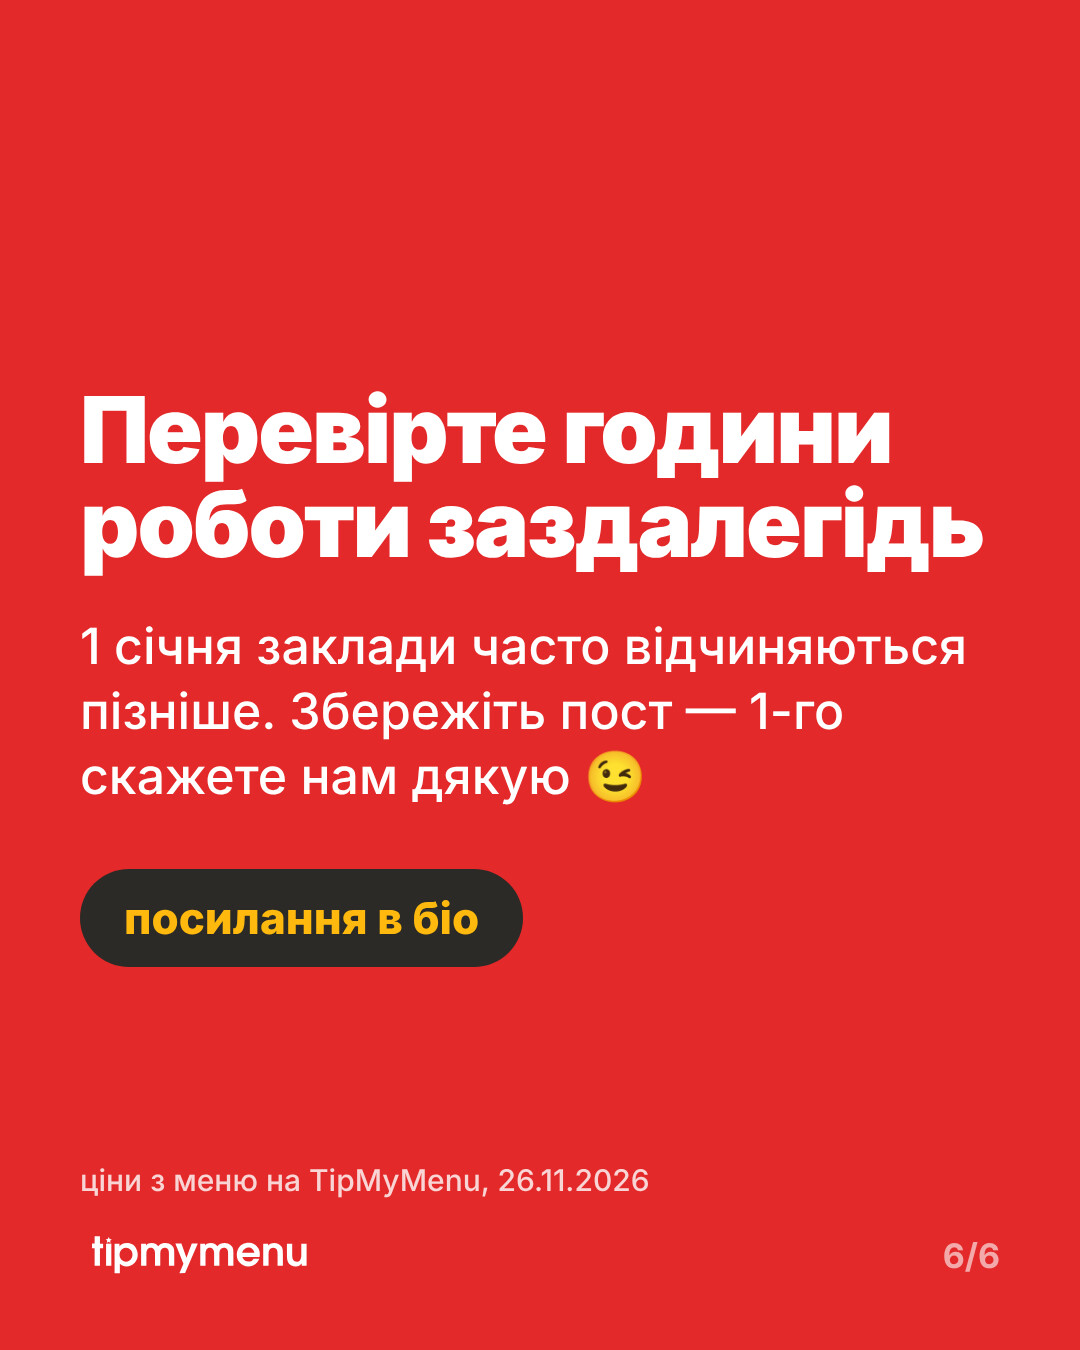 Перевірте години
роботи заздалегідь
1 січня заклади часто відчиняються
пізніше. Збережіть пост — 1-го
скажете нам дякую 😉
посилання в біо
ціни з меню на TipMyMenu, 26.11.2026
tipmymenu
6/6